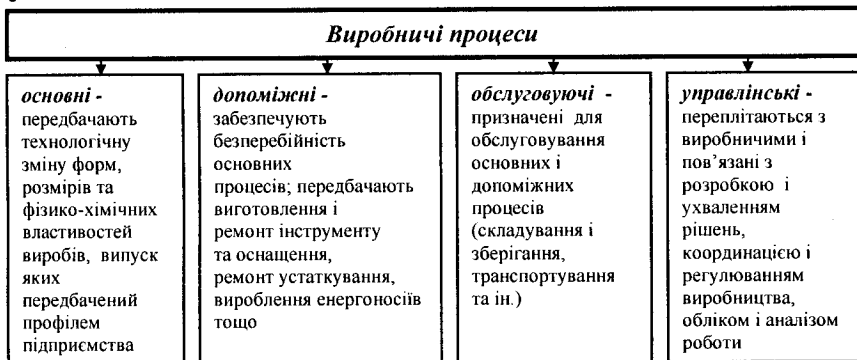 Виробничі процеси
основні -
передбачають
технологічну
зміну форм,
розмірів та
фізико-хімічних
властивостей
виробів, випуск
яких
передбачений
профілем
підприємства
допоміжні -
забезпечують
безперебійність
основних
процесів; передбачають
виготовлення і
ремонт інструменту
та оснащення,
ремонт устаткування,
вироблення енергоносіїв
тощо
обслуговуючі -
призначені для
обслуговування
основних і
допоміжних
процесів
(складування і
зберігання,
транспортування
та ін.)
управлінські -
переплітаються з
виробничими і
пов’язані з
розробкою і
ухваленням
рішень,
координацією і
регулюванням
виробництва,
обліком і аналізом
роботи